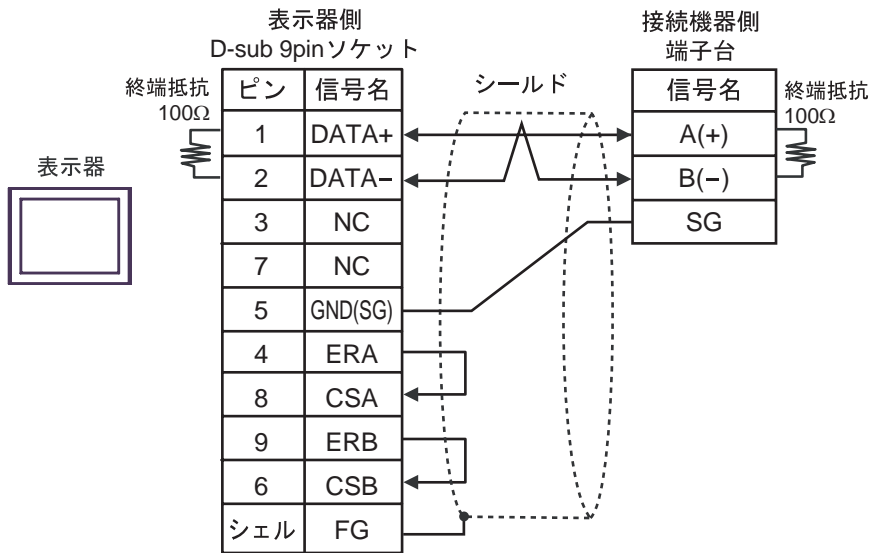 表示器側
D-sub 9pinソケット
接続機器側
端子台
終端抵抗
100Ω
シールド
終端抵抗
100Ω
表示器
ピン 信号名
1 DATA+
2 DATA−
3 NC
7 NC
5 GND(SG)
4 ERA
8 CSA
9 ERB
6 CSB
シェル FG
信号名
A(+)
B(−)
SG